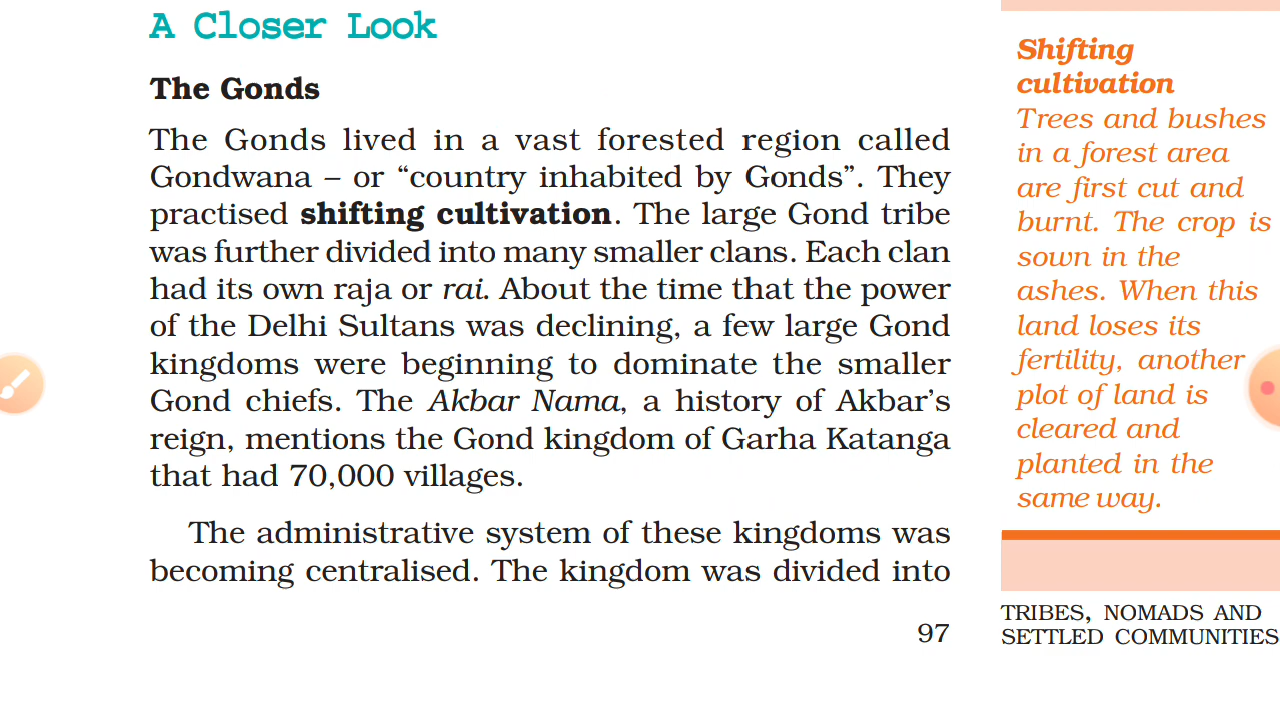 A Closer Look
The Gonds
The Gonds lived in a vast forested region called
Gondwana – or “country inhabited by Gonds”. They
practised shifting cultivation. The large Gond tribe
was further divided into many smaller clans. Each clan
had its own raja or rai. About the time that the power
of the Delhi Sultans was declining, a few large Gond
kingdoms were beginning to dominate the smaller
Gond chiefs. The Akbar Nama, a history of Akbar’s
reign, mentions the Gond kingdom of Garha Katanga
that had 70,000 villages.
The administrative system of these kingdoms was
becoming centralised. The kingdom was divided into
97
Shifting
cultivation
Trees and bushes
in a forest area
are first cut and
burnt. The crop is
sown in the
ashes. When this
land loses its
fertility, another
plot of land is
cleared and
planted in the
same way.
TRIBES, NOMADS AND
SETTLED COMMUNITIES